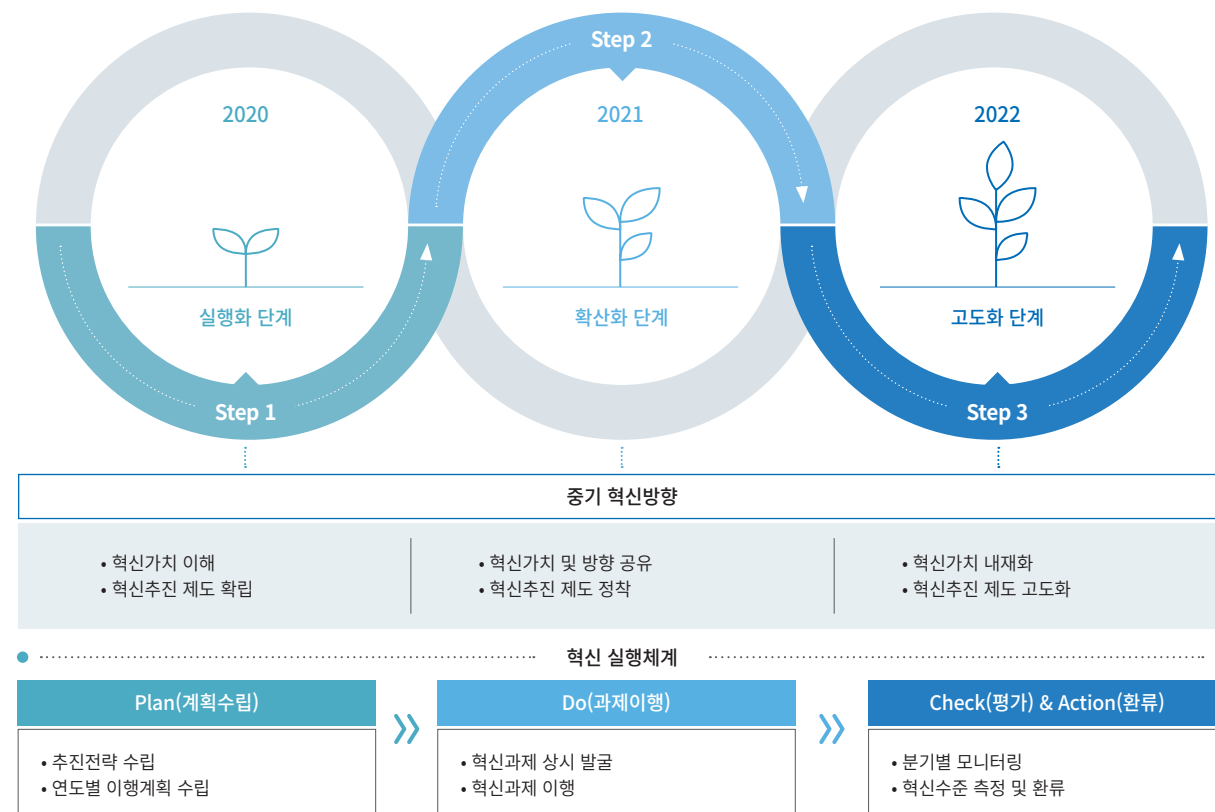 Step 2
2020
2021
2022
실행화 단계
확산화 단계
고도화 단계
Step 1
Step 3
중기 혁신방향
• 혁신가치 이해
• 혁신추진 제도 확립
• 혁신가치 및 방향 공유
• 혁신추진 제도 정착
• 혁신가치 내재화
• 혁신추진 제도 고도화
혁신 실행체계
Plan(계획수립)
• 추진전략 수립
• 연도별 이행계획 수립
Do(과제이행)
• 혁신과제 상시 발굴
• 혁신과제 이행
Check(평가) & Action(환류)
• 분기별 모니터링
• 혁신수준 측정 및 환류